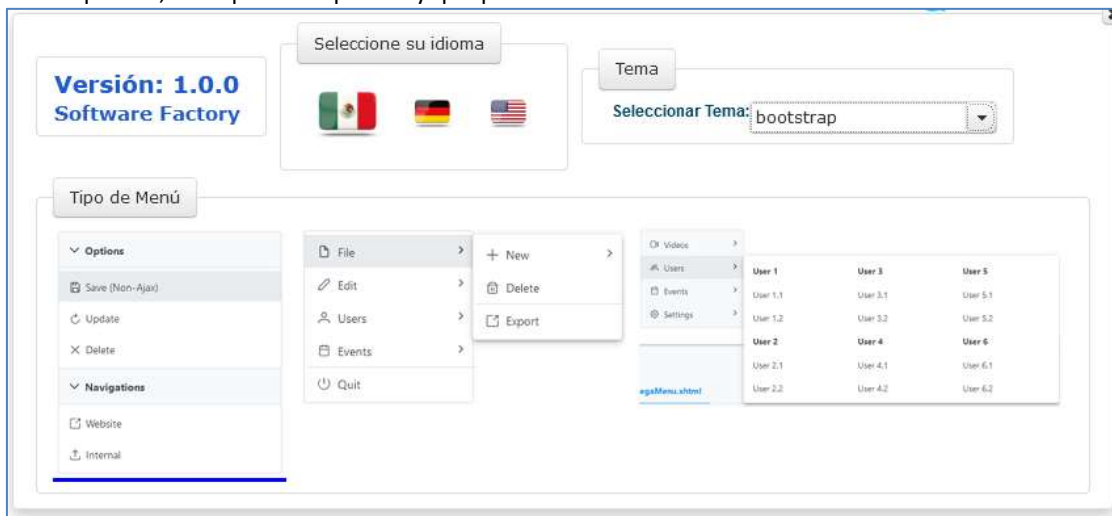 Seleccione su idioma
Versión: 1.0.0
Software Factory
Tema
Seleccionar Tema:
bootstrap
Tipo de Menú
Options
Save (Non-Ajax)
Update
Delete
Navigations
Website
Internal
File
Edit
Users
Events
Quit
New
Delete
Export
Videos
Users
Events
Settings
egaMenu.xhtml
User 1 User 3 User 5
User 1.1 User 3.1 User 5.1
User 1.2 User 3.2 User 5.2
User 2 User 4 User 6
User 2.1 User 4.1 User 6.1
User 2.2 User 4.2 User 6.2